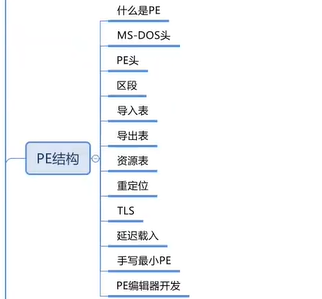 什么是PE
MS-DOS头
PE头
区段
导入表
导出表
PE结构
资源表
重定位
TLS
延迟载入
手写最小PE
PE编辑器开发